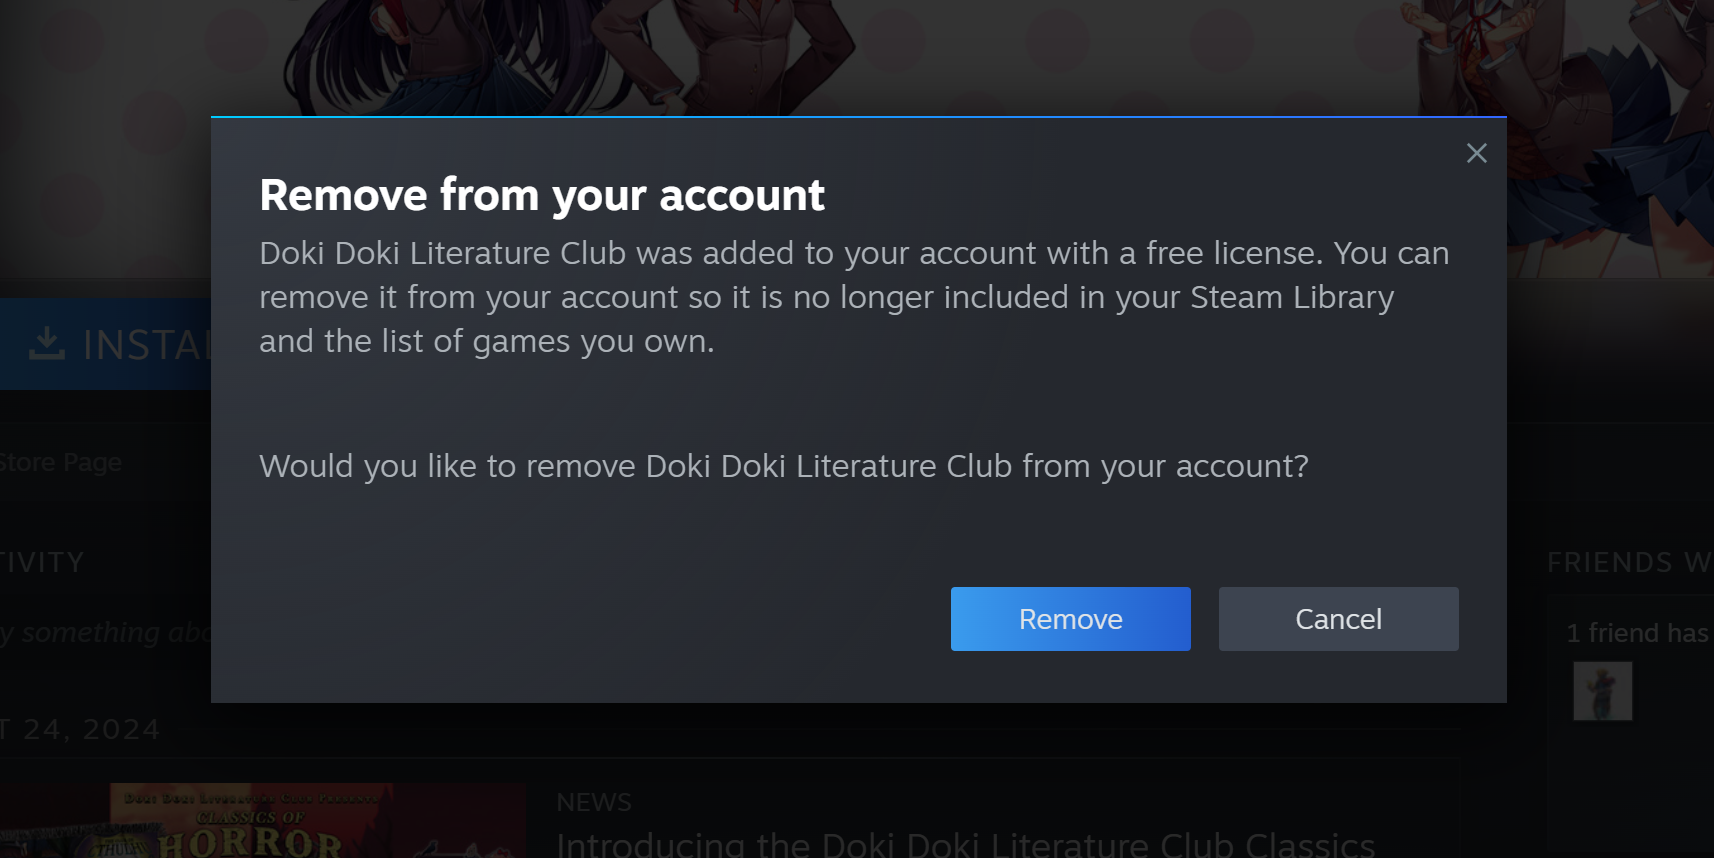 Remove from your account
Doki Doki Literature Club was added to your account with a free license. You can
remove it from your account so it is no longer included in your Steam Library
and the list of games you own.
Would you like to remove Doki Doki Literature Club from your account?
Remove
Cancel
INSTAL
Store Page
TIVITY
FRIENDS W
y something abo
1 friend has
T 24, 2024
DOKI DOKI LITERATURE CLUB PRESENTS
CLASSICS OF
HORROR
NEWS
Introducing the Doki Doki Literature Club Classics